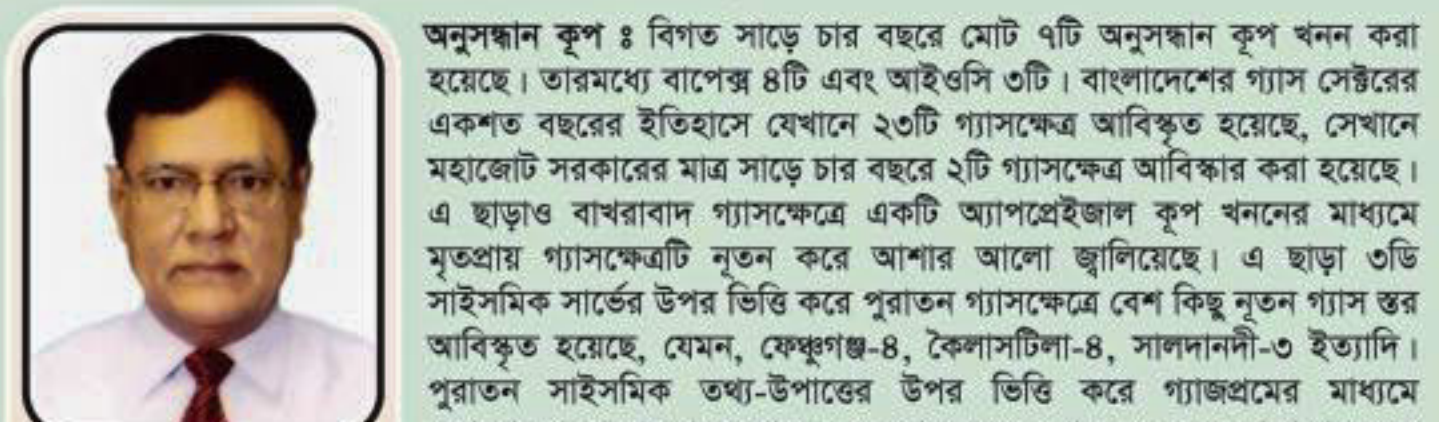 অনুসন্ধান কূপ ঃ বিগত সাড়ে চার বছরে মোট ৭টি অনুসন্ধান কূপ খনন করা
হয়েছে। তারমধ্যে বাপেক্স ৪টি এবং আইওসি ৩টি। বাংলাদেশের গ্যাস সেক্টরের
একশত বছরের ইতিহাসে যেখানে ২৩টি গ্যাসক্ষেত্র আবিস্কৃত হয়েছে, সেখানে
মহাজোট সরকারের মাত্র সাড়ে চার বছরে ২টি গ্যাসক্ষেত্র আবিস্কার করা হয়েছে।
এ ছাড়াও বাখরাবাদ গ্যাসক্ষেত্রে একটি অ্যাপপ্রেইজাল কূপ খননের মাধ্যমে
মৃতপ্রায় গ্যাসক্ষেত্রটি নূতন করে আশার আলো জ্বালিয়েছে। এ ছাড়া ৩ডি
সাইসমিক সার্ভের উপর ভিত্তি করে পুরাতন গ্যাসক্ষেত্রে বেশ কিছু নূতন গ্যাস স্তর
আবিস্কৃত হয়েছে, যেমন, ফেঞ্চুগঞ্জ-৪, কৈলাসটিলা-৪, সালদানদী-৩ ইত্যাদি।
পুরাতন সাইসমিক তথ্য-উপাত্তের উপর ভিত্তি করে গ্যাজপ্রমের মাধ্যমে